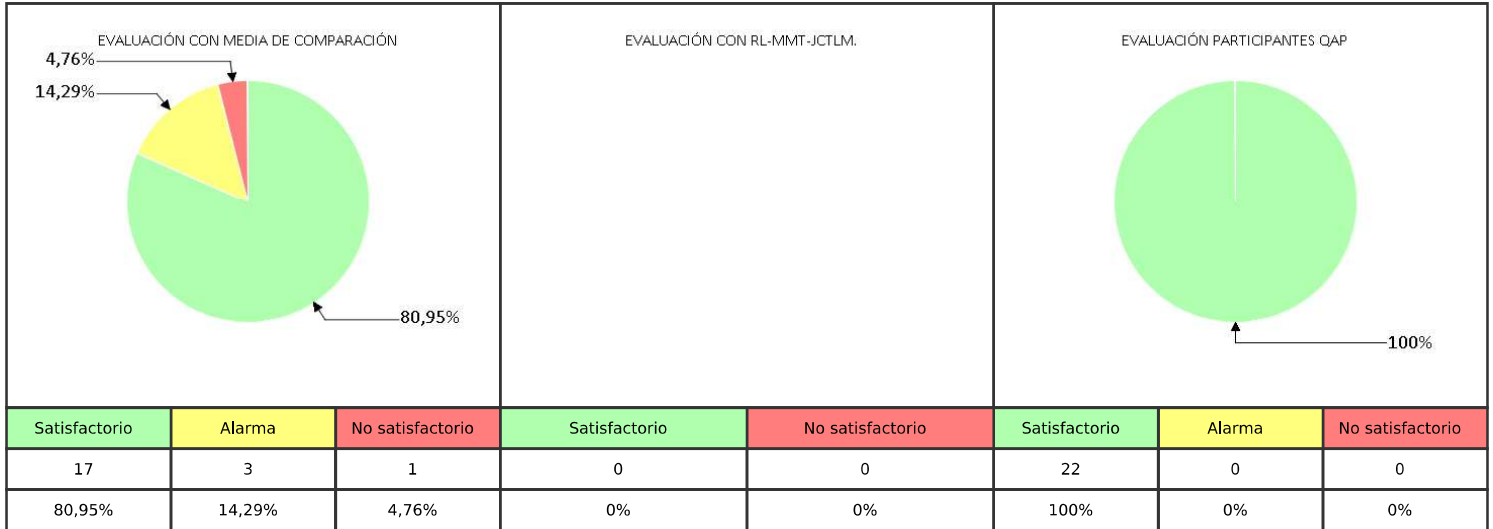 EVALUACIÓN CON MEDIA DE COMPARACIÓN
4,76%
14,29%
80,95%
EVALUACIÓN CON RL-MMT-JCTLM.
EVALUACIÓN PARTICIPANTES QAP
100%
Satisfactorio Alarma No satisfactorio Satisfactorio No satisfactorio Satisfactorio Alarma No satisfactorio
17 3 1 0 0 22 0 0
80,95% 14,29% 4,76% 0% 0% 100% 0% 0%